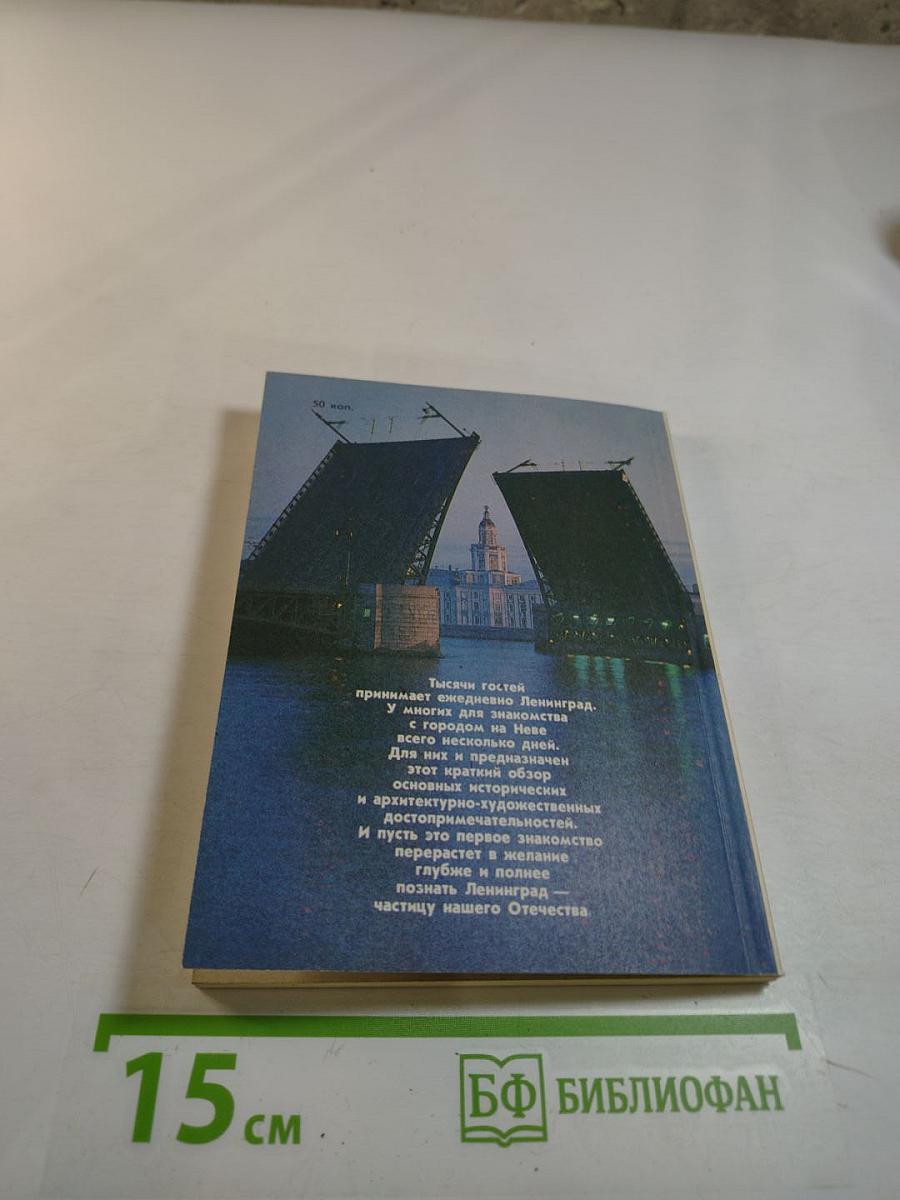 50 коп.
Тысячи гостей
принимает ежедневно Ленинград.
У многих для знакомства
с городом на Неве
всего несколько дней.
Для них и предназначен
этот краткий обзор
основных исторических
и архитектурно-художественных
достопримечательностей.
И пусть это первое знакомство
перерастет в желание
глубже и полнее
познать Ленинград —
частицу нашего Отечества
15 см
БФ БИБЛИОФАН